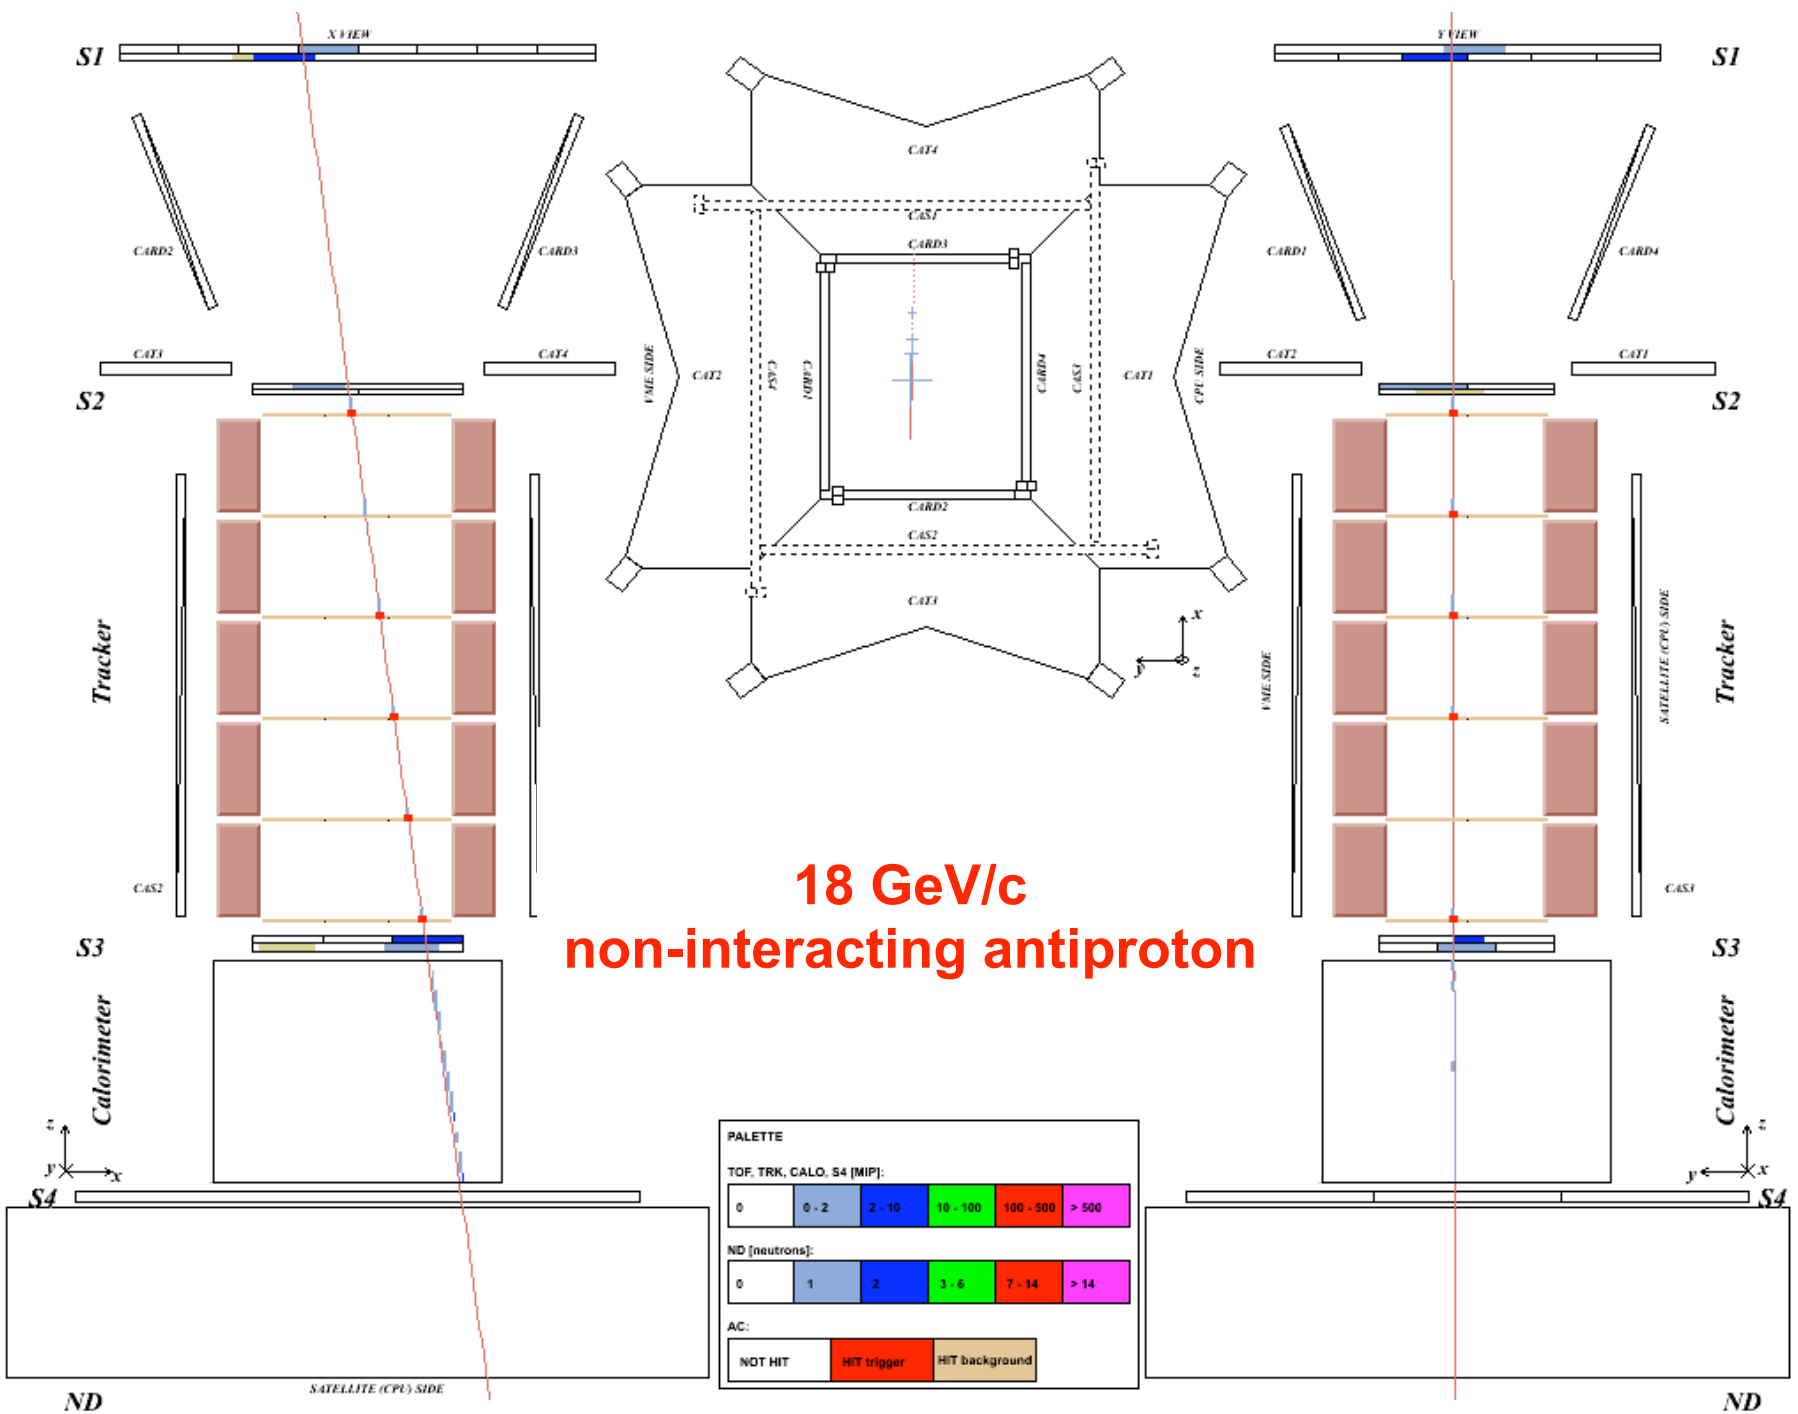 X VIEW
S1
CARD2
CARD3
CAT3
CAT4
S2
Tracker
CAS2
S3
Calorimeter
z
y
x
S4
SATELLITE (CPU) SIDE
ND
CAT4
CAS1
CARD3
VME SIDE
CAT2
CAS4
CARD1
CARD4
CAS3
CAT1
CPU SIDE
CARD2
CAS2
CAT3
x
y
z
18 GeV/c
non-interacting antiproton
PALETTE
TOF, TRK, CALO, S4 [MIP]:
0 0 - 2 2 - 10 10 - 100 100 - 500 > 500
ND [neutrons]:
0 1 2 3 - 6 7 - 14 > 14
AC:
NOT HIT HIT trigger HIT background
Y VIEW
S1
CARD1
CARD4
CAT2
CAT1
S2
VME SIDE
SATELLITE (CPU) SIDE
Tracker
CAS3
S3
Calorimeter
z
y
x
S4
ND